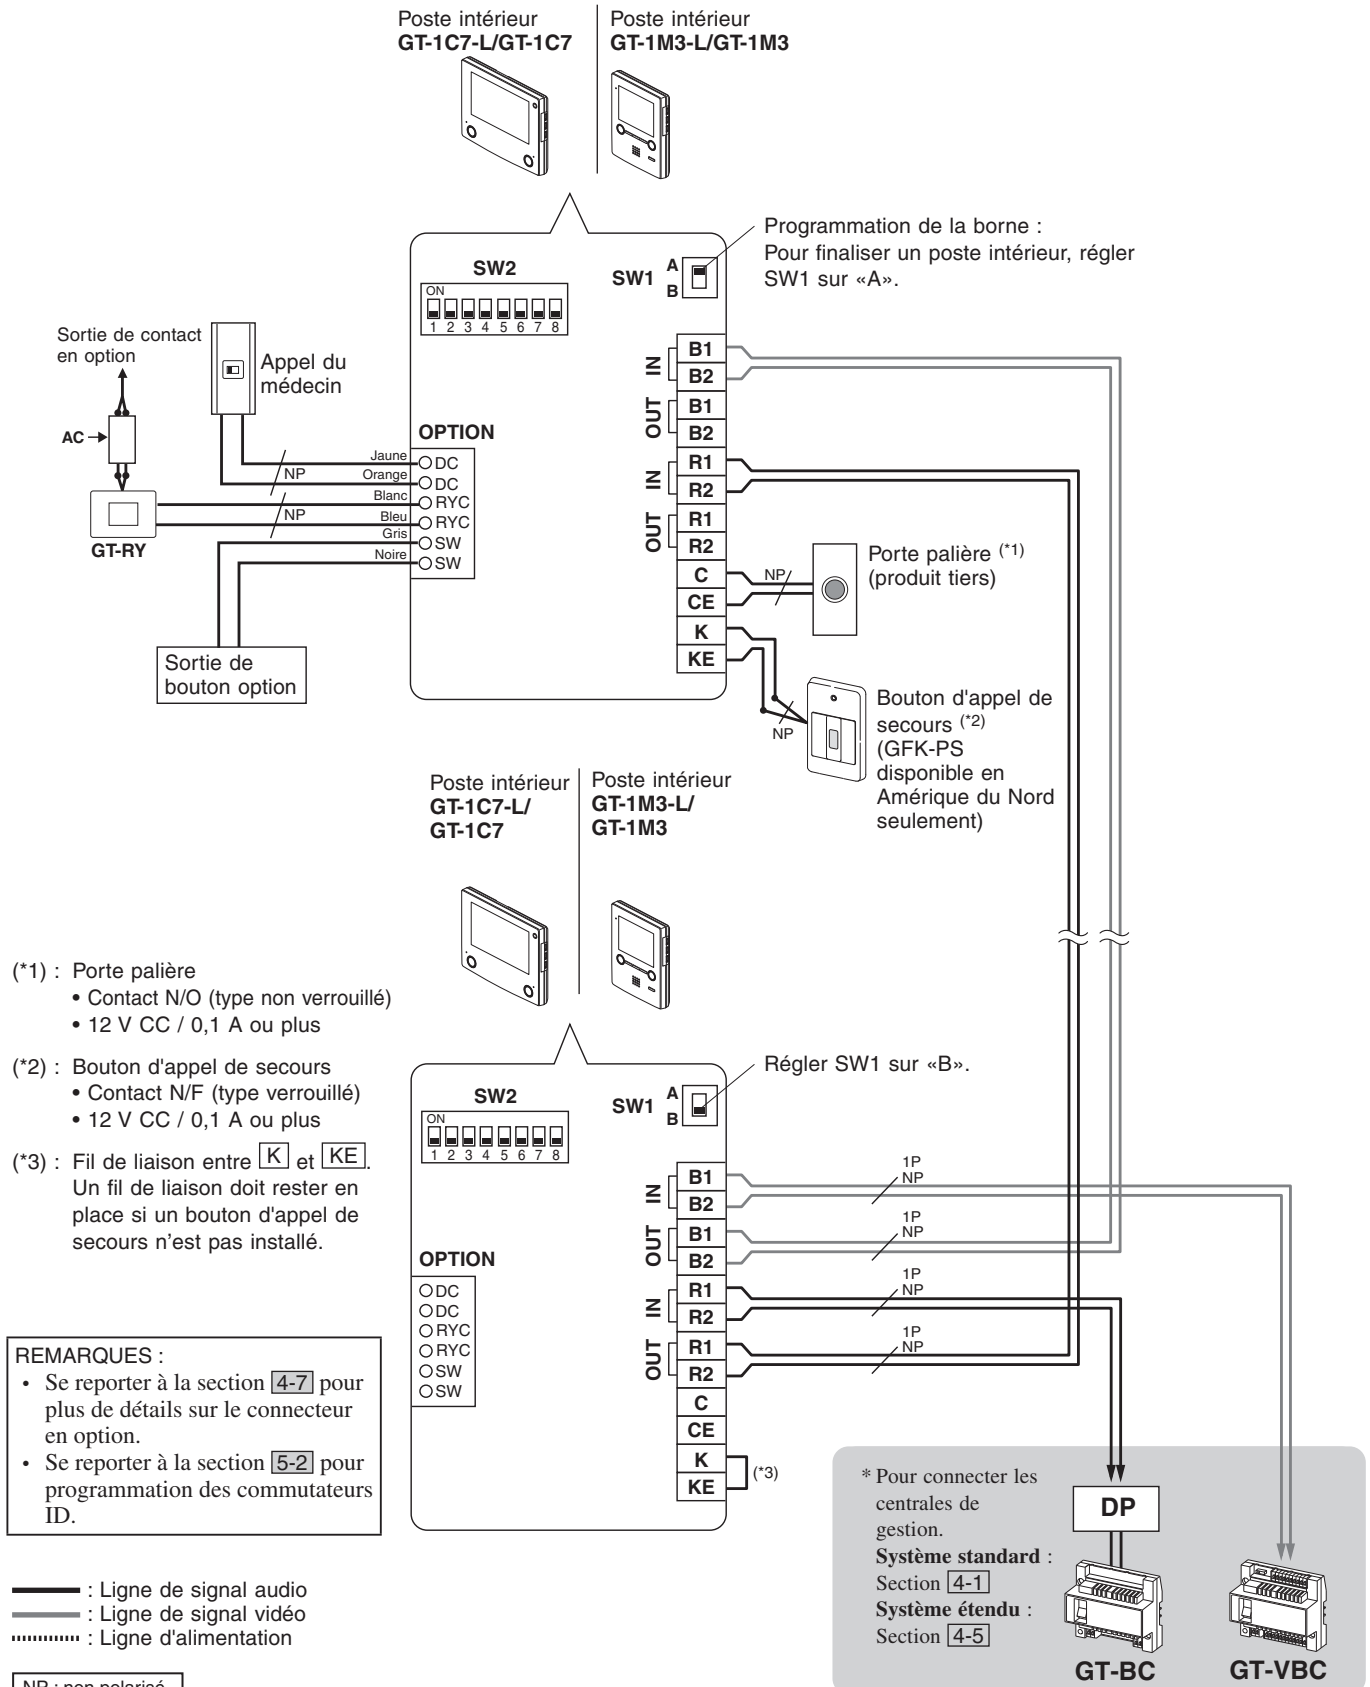 Poste intérieur
GT-1C7-L/GT-1C7
Poste intérieur
GT-1M3-L/GT-1M3
Programmation de la borne :
Pour finaliser un poste intérieur, régler
SW1 sur «A».
SW2
ON
1 2 3 4 5 6 7 8
SW1
A
B
Sortie de contact
en option
AC
GT-RY
Appel du
médecin
NP
NP
Jaune
Orange
Blanc
Bleu
Gris
Noire
OPTION
DC
DC
RYC
RYC
SW
SW
Sortie de
bouton option
IN
B1
B2
OUT
B1
B2
IN
R1
R2
OUT
R1
R2
C
CE
K
KE
NP
Porte palière (*1)
(produit tiers)
NP
Bouton d'appel de
secours (*2)
(GFK-PS
disponible en
Amérique du Nord
seulement)
Poste intérieur
GT-1C7-L/
GT-1C7
Poste intérieur
GT-1M3-L/
GT-1M3
(*1) : Porte palière
• Contact N/O (type non verrouillé)
• 12 V CC / 0,1 A ou plus
(*2) : Bouton d'appel de secours
• Contact N/F (type verrouillé)
• 12 V CC / 0,1 A ou plus
(*3) : Fil de liaison entre K et KE.
Un fil de liaison doit rester en
place si un bouton d'appel de
secours n'est pas installé.
Régler SW1 sur «B».
SW2
ON
1 2 3 4 5 6 7 8
SW1
A
B
OPTION
DC
DC
RYC
RYC
SW
SW
IN
B1
B2
OUT
B1
B2
IN
R1
R2
OUT
R1
R2
C
CE
K
KE
(*3)
1P
NP
1P
NP
1P
NP
1P
NP
REMARQUES :
• Se reporter à la section 4-7 pour
plus de détails sur le connecteur
en option.
• Se reporter à la section 5-2 pour
programmation des commutateurs
ID.
: Ligne de signal audio
: Ligne de signal vidéo
: Ligne d'alimentation
NP : non polarisé
* Pour connecter les
centrales de
gestion.
Système standard :
Section 4-1
Système étendu :
Section 4-5
DP
GT-BC
GT-VBC